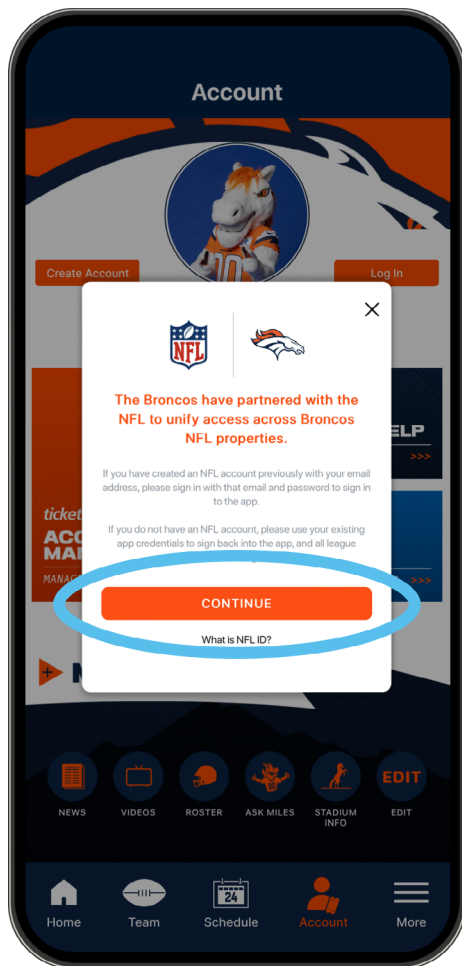 Account
Create Account
Log In
NFL
The Broncos have partnered with the
NFL to unify access across Broncos
NFL properties.
If you have created an NFL account previously with your email
address, please sign in with that email and password to sign in
to the app.
If you do not have an NFL account, please use your existing
app credentials to sign back into the app, and all league
CONTINUE
What is NFL ID?
ELP
>>>
ticket
ACC
MA
MANA
>>>
NEWS
VIDEOS
ROSTER
ASK MILES
STADIUM
INFO
EDIT
EDIT
24
Home
Team
Schedule
Account
More